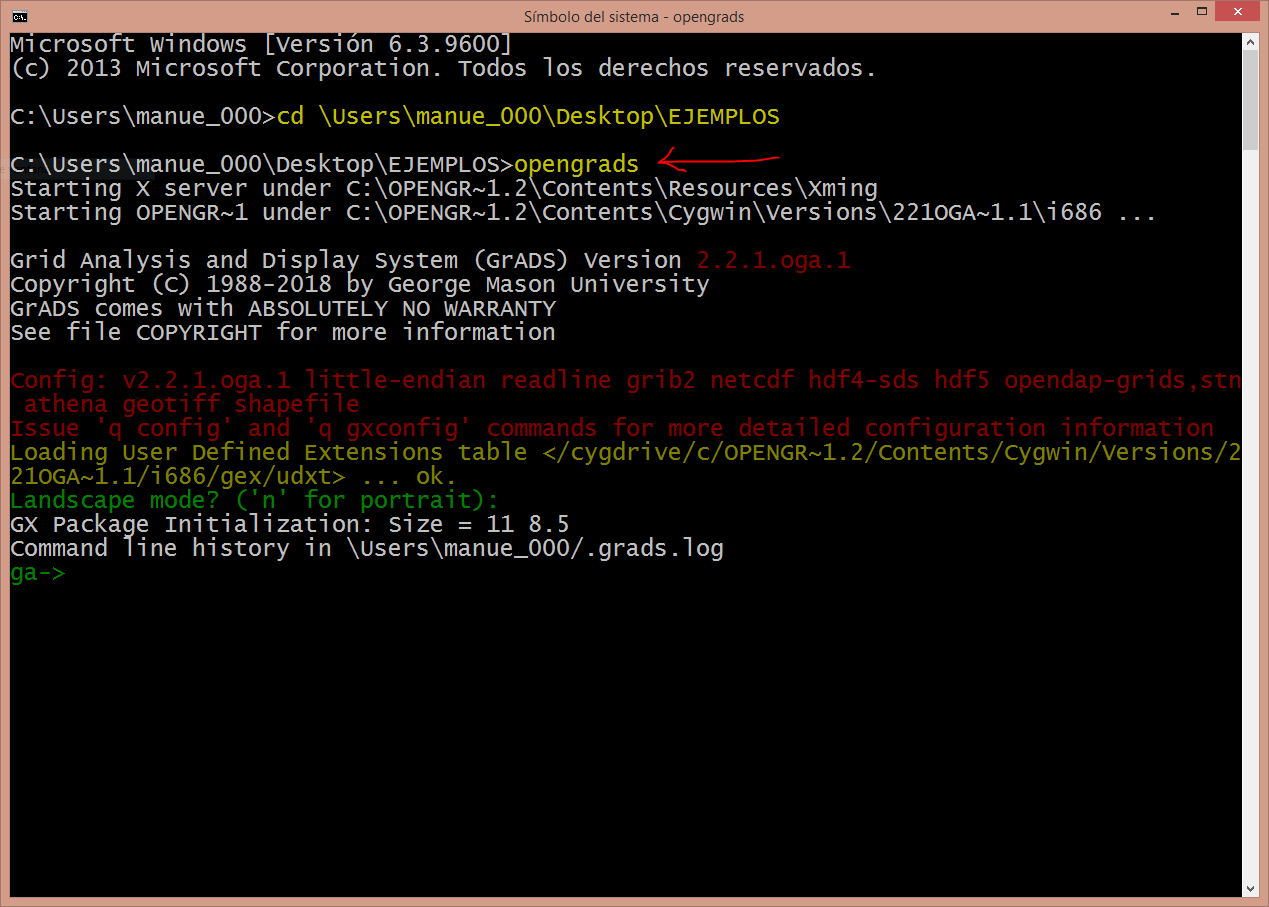 Símbolo del sistema - opengrads
Microsoft Windows [Versión 6.3.9600]
(c) 2013 Microsoft Corporation. Todos los derechos reservados.
C:\Users\manue_000>cd \Users\manue_000\Desktop\EJEMPLOS
C:\Users\manue_000\Desktop\EJEMPLOS>opengrads
Starting X server under C:\OPENGR~1.2\Contents\Resources\Xming
Starting OPENGR~1 under C:\OPENGR~1.2\Contents\Cygwin\Versions\221OGA~1.1\i686 ...
Grid Analysis and Display System (GrADS) Version 2.2.1.oga.1
Copyright (C) 1988-2018 by George Mason University
GrADS comes with ABSOLUTELY NO WARRANTY
See file COPYRIGHT for more information
Config: v2.2.1.oga.1 little-endian readline grib2 netcdf hdf4-sds hdf5 opendap-grids,stn
athena geotiff shapefile
Issue 'q config' and 'q gxconfig' commands for more detailed configuration information
Loading User Defined Extensions table </cygdrive/c/OPENGR~1.2/Contents/Cygwin/Versions/2
21OGA~1.1/i686/gex/udxt> ... ok.
Landscape mode? ('n' for portrait):
GX Package Initialization: Size = 11 8.5
Command line history in \Users\manue_000/.grads.log
ga->